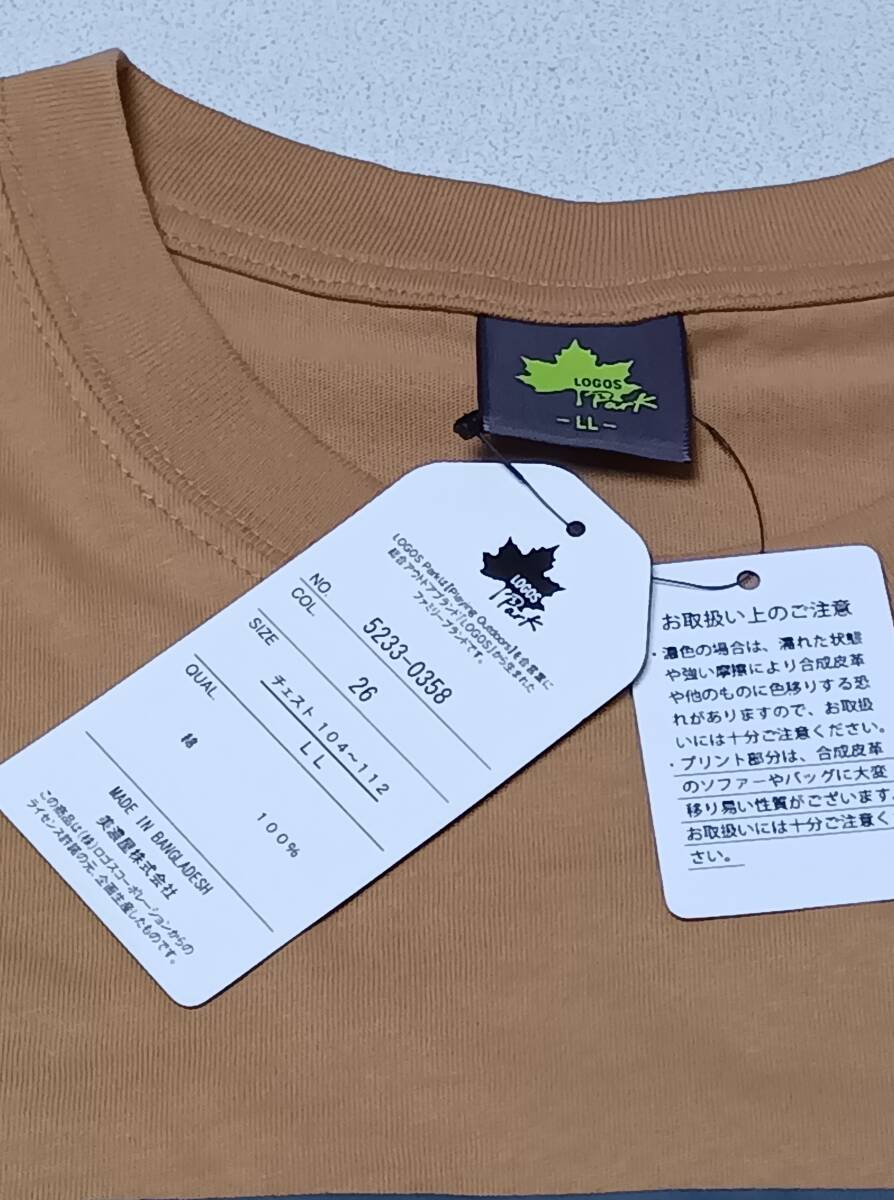 LOGOS
Park
-LL-
LOGOS
Park
LOGOS Parkは「Playing Outdoors」を合言葉に
総合アウトドアブランド「LOGOS」から生まれた
ファミリーブランドです。
NO. 5233-0358
COL. 26
SIZE チェスト 104~112
LL
QUAL.
綿 100%
MADE IN BANGLADESH
美濃屋株式会社
この商品は(株)ロゴスコーポレーションからの
ライセンス許諾の元、企画生産したものです。
お取扱い上のご注意
・濃色の場合は、濡れた状態
や強い摩擦により合成皮革
や他のものに色移りする恐
れがありますので、お取扱
いには十分ご注意ください。
・プリント部分は、合成皮革
のソファーやバッグに大変
移り易い性質がございます。
お取扱いには十分ご注意く
さい。